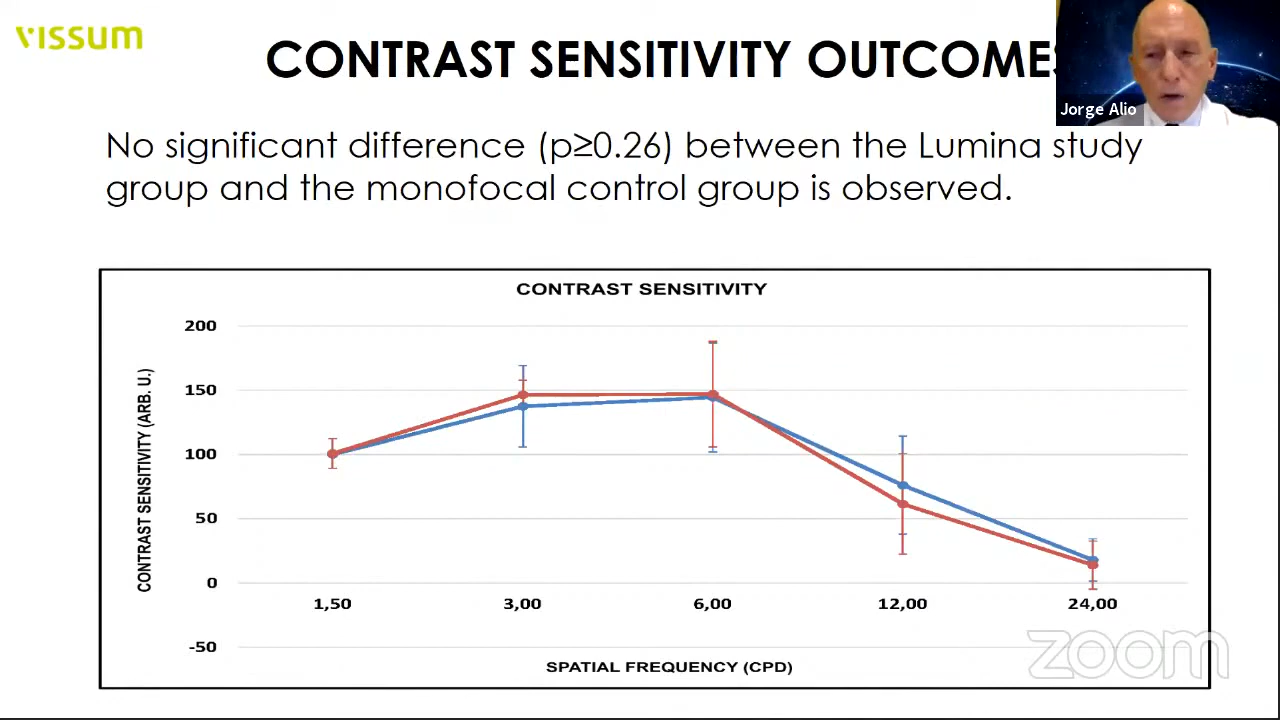 vissum
CONTRAST SENSITIVITY OUTCOMES
Jorge Alio
No significant difference (p≥0.26) between the Lumina study
group and the monofocal control group is observed.
CONTRAST SENSITIVITY
CONTRAST SENSITIVITY (ARB. U.)
200
150
100
50
0
-50
1,50 3,00 6,00 12,00 24,00
SPATIAL FREQUENCY (CPD)
zoom